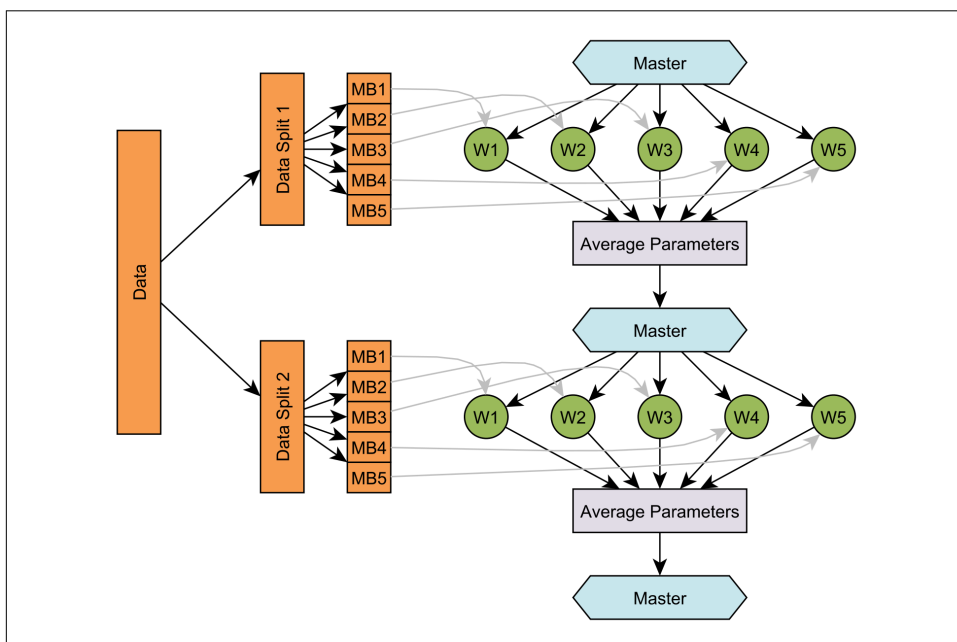 Data
Data Split 1
MB1
MB2
MB3
MB4
MB5
Master
W1
W2
W3
W4
W5
Average Parameters
Data Split 2
MB1
MB2
MB3
MB4
MB5
Master
W1
W2
W3
W4
W5
Average Parameters
Master